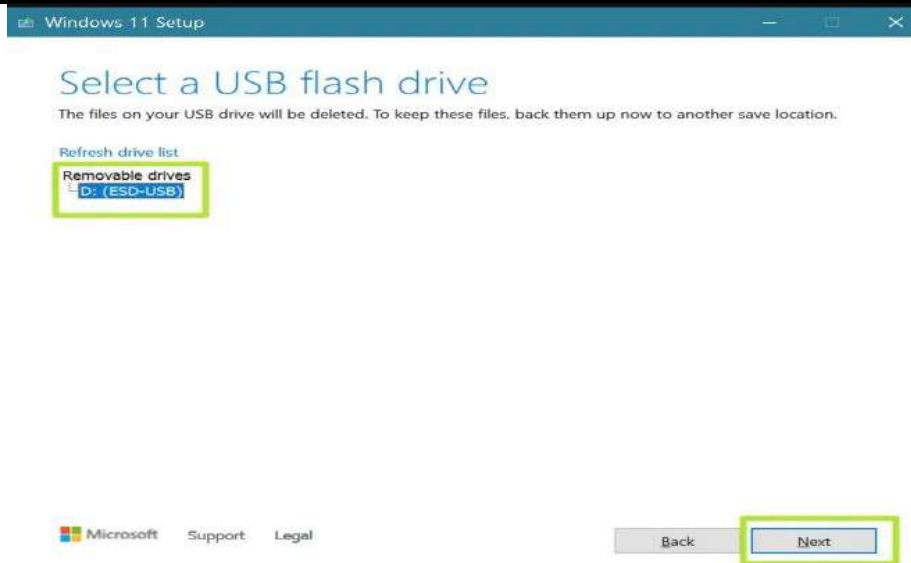 Windows 11 Setup
Select a USB flash drive
The files on your USB drive will be deleted. To keep these files, back them up now to another save location.
Refresh drive list
Removable drives
D: (ESD-USB)
Microsoft Support Legal Back Next